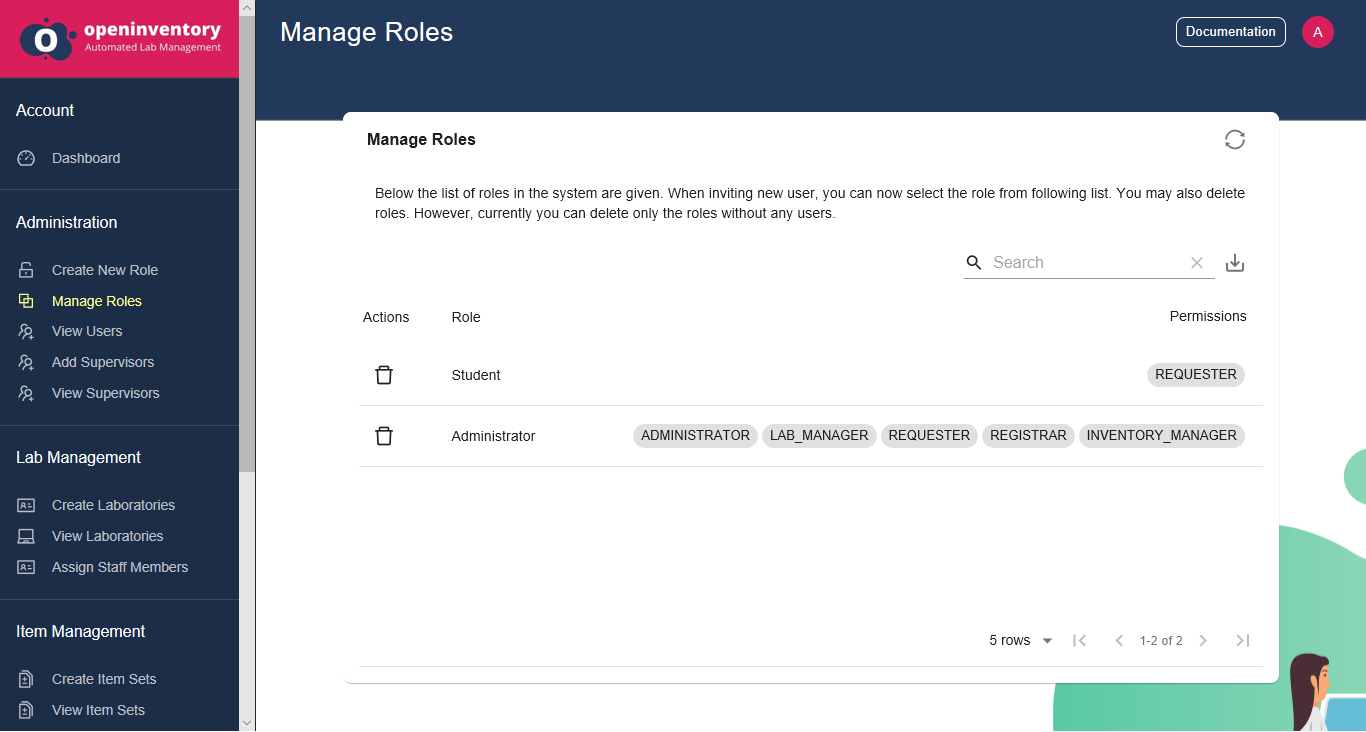 openinventory
Automated Lab Management
Account
Dashboard
Administration
Create New Role
Manage Roles
View Users
Add Supervisors
View Supervisors
Lab Management
Create Laboratories
View Laboratories
Assign Staff Members
Item Management
Create Item Sets
View Item Sets
Manage Roles
Documentation
A
Manage Roles
Below the list of roles in the system are given. When inviting new user, you can now select the role from following list. You may also delete
roles. However, currently you can delete only the roles without any users.
Search
Actions Role Permissions
Student REQUESTER
Administrator ADMINISTRATOR LAB_MANAGER REQUESTER REGISTRAR INVENTORY_MANAGER
5 rows 1-2 of 2